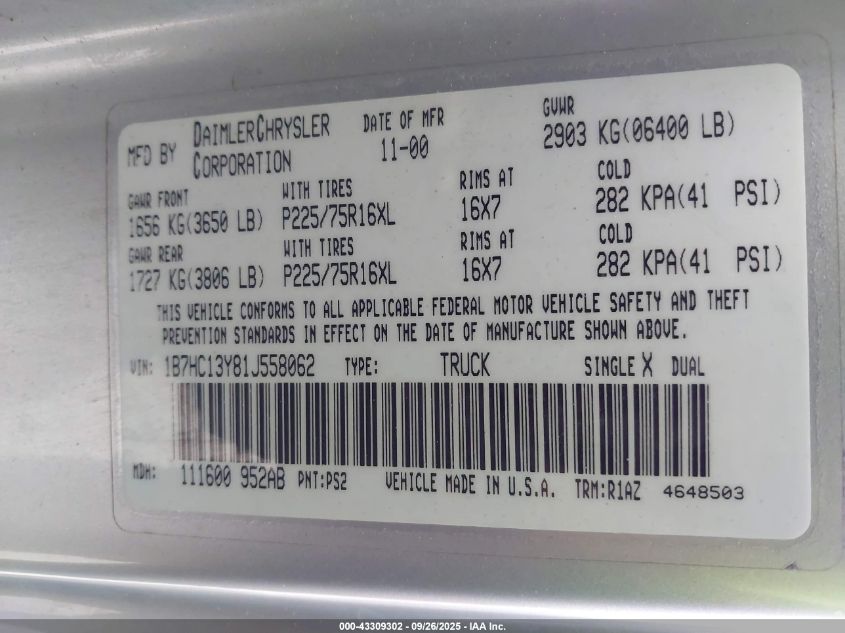 MFD BY DAIMLERCHRYSLER CORPORATION DATE OF MFR 11-00 GVWR 2903 KG(06400 LB)
GAWR FRONT WITH TIRES RIMS AT COLD
1656 KG(3650 LB) P225/75R16XL 16X7 282 KPA(41 PSI)
GAWR REAR WITH TIRES RIMS AT COLD
1727 KG(3806 LB) P225/75R16XL 16X7 282 KPA(41 PSI)
THIS VEHICLE CONFORMS TO ALL APPLICABLE FEDERAL MOTOR VEHICLE SAFETY AND THEFT
PREVENTION STANDARDS IN EFFECT ON THE DATE OF MANUFACTURE SHOWN ABOVE.
VIN: 1B7HC13Y81J558062 TYPE: TRUCK SINGLE X DUAL
MDH: 111600 952AB PNT:PS2 VEHICLE MADE IN U.S.A. TRM:R1AZ 4648503
000-43309302 - 09/26/2025 - IAA Inc.